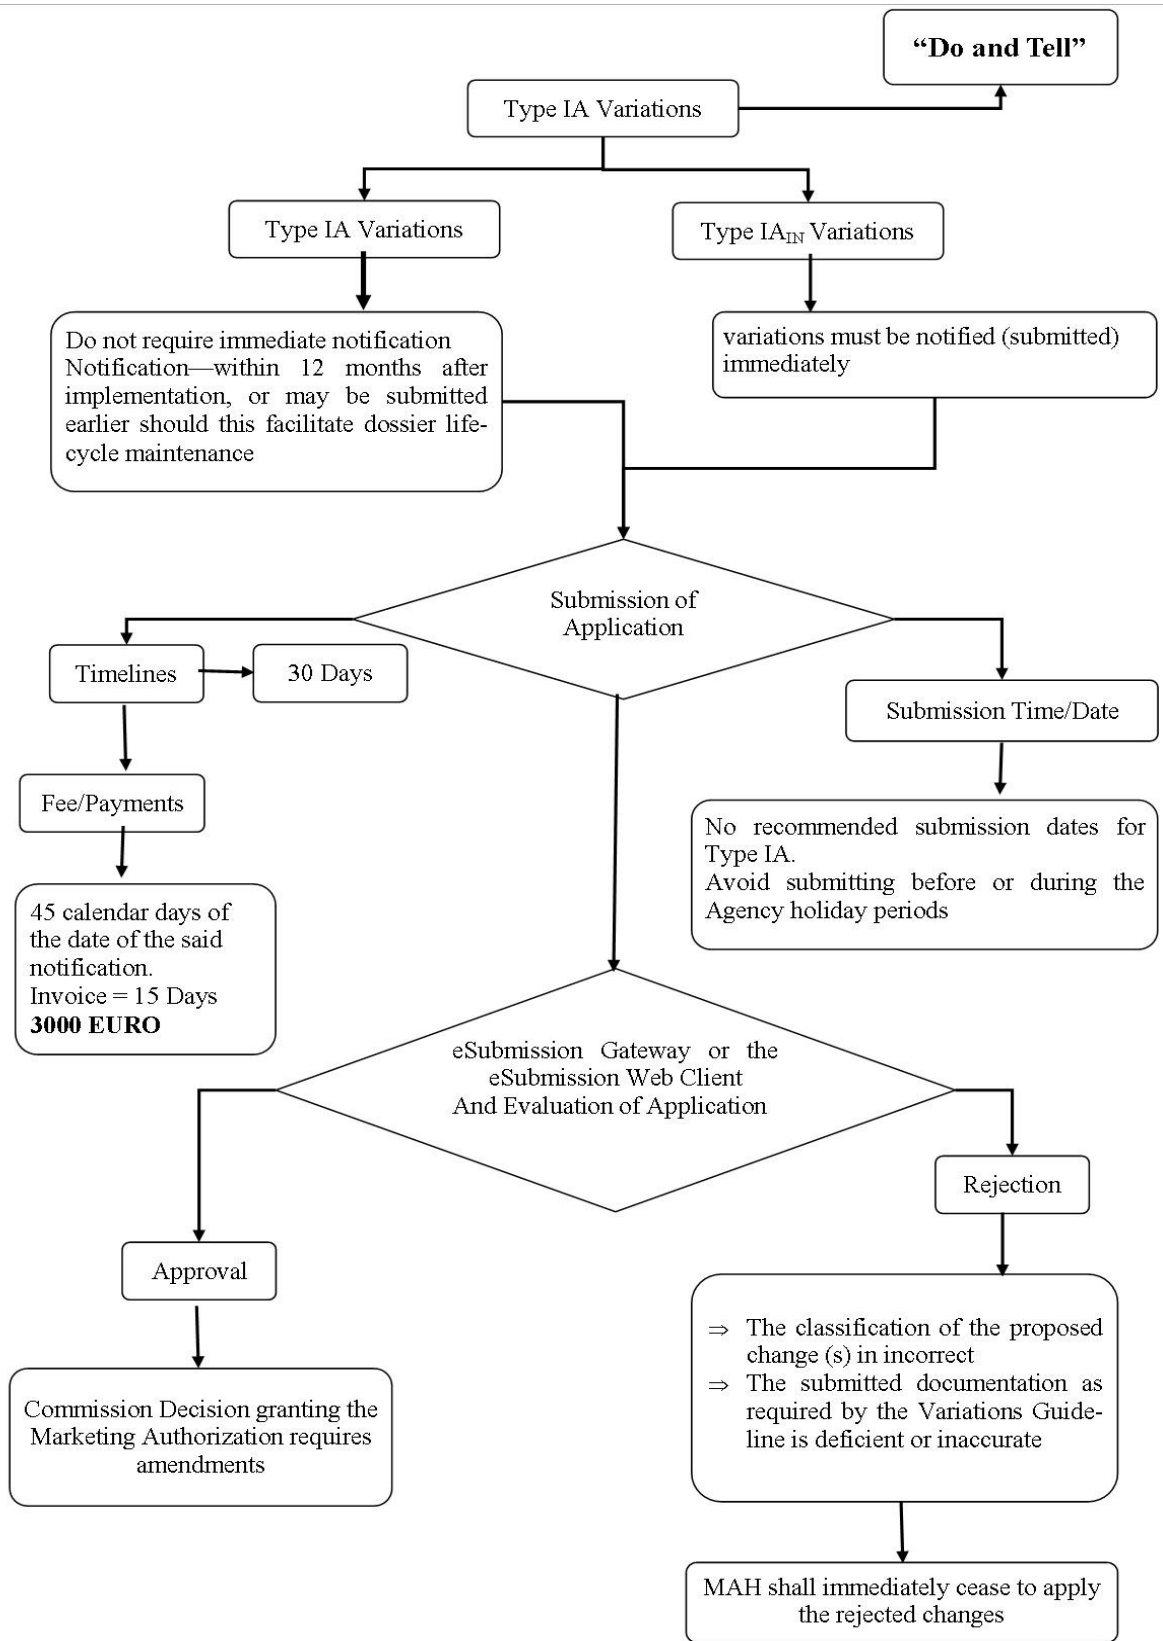 “Do and Tell”
Type IA Variations
Type IA Variations
Type IAIN Variations
Do not require immediate notification
Notification—within 12 months after
implementation, or may be submitted
earlier should this facilitate dossier life-
cycle maintenance
variations must be notified (submitted)
immediately
Submission of
Application
Timelines
30 Days
Submission Time/Date
Fee/Payments
No recommended submission dates for
Type IA.
Avoid submitting before or during the
Agency holiday periods
45 calendar days of
the date of the said
notification.
Invoice = 15 Days
3000 EURO
eSubmission Gateway or the
eSubmission Web Client
And Evaluation of Application
Rejection
Approval
⇒ The classification of the proposed
change (s) in incorrect
⇒ The submitted documentation as
required by the Variations Guide-
line is deficient or inaccurate
Commission Decision granting the
Marketing Authorization requires
amendments
MAH shall immediately cease to apply
the rejected changes